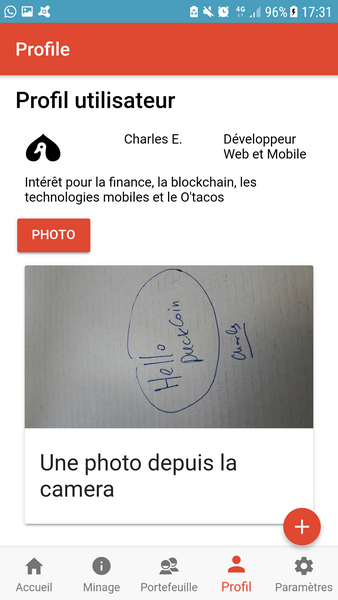 4G
96%
17:31
Profile
Profil utilisateur
Charles E.
Développeur
Web et Mobile
Intérêt pour la finance, la blockchain, les
technologies mobiles et le O'tacos
PHOTO
Hello
DuckCoin
Charles
Une photo depuis la
camera
Accueil
Minage
Portefeuille
Profil
Paramètres